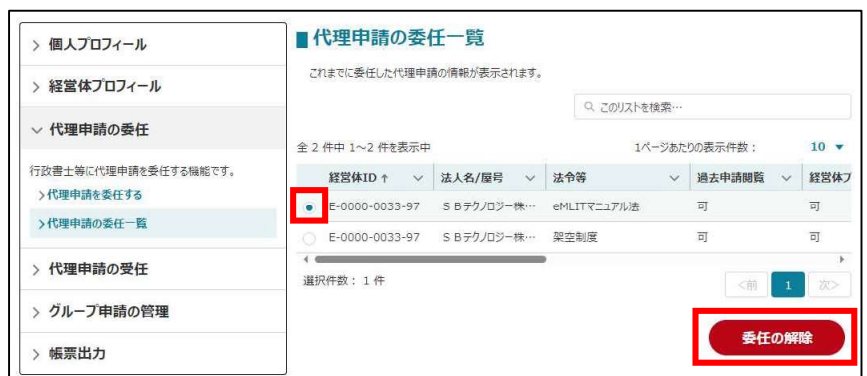 > 個人プロフィール
> 経営体プロフィール
∨ 代理申請の委任
行政書士等に代理申請を委任する機能です。
>代理申請を委任する
>代理申請の委任一覧
> 代理申請の受任
> グループ申請の管理
> 帳票出力
■代理申請の委任一覧
これまでに委任した代理申請の情報が表示されます。
このリストを検索…
全 2 件中 1～2 件を表示中 1ページあたりの表示件数： 10 ▼
経営体ID ↑ ∨ 法人名/屋号 ∨ 法令等 ∨ 過去申請閲覧 ∨ 経営体プ
E-0000-0033-97 ＳＢテクノロジー株… eMLITマニュアル法 可 可
E-0000-0033-97 ＳＢテクノロジー株… 架空制度 可 可
選択件数： 1 件
<前 1 次>
委任の解除